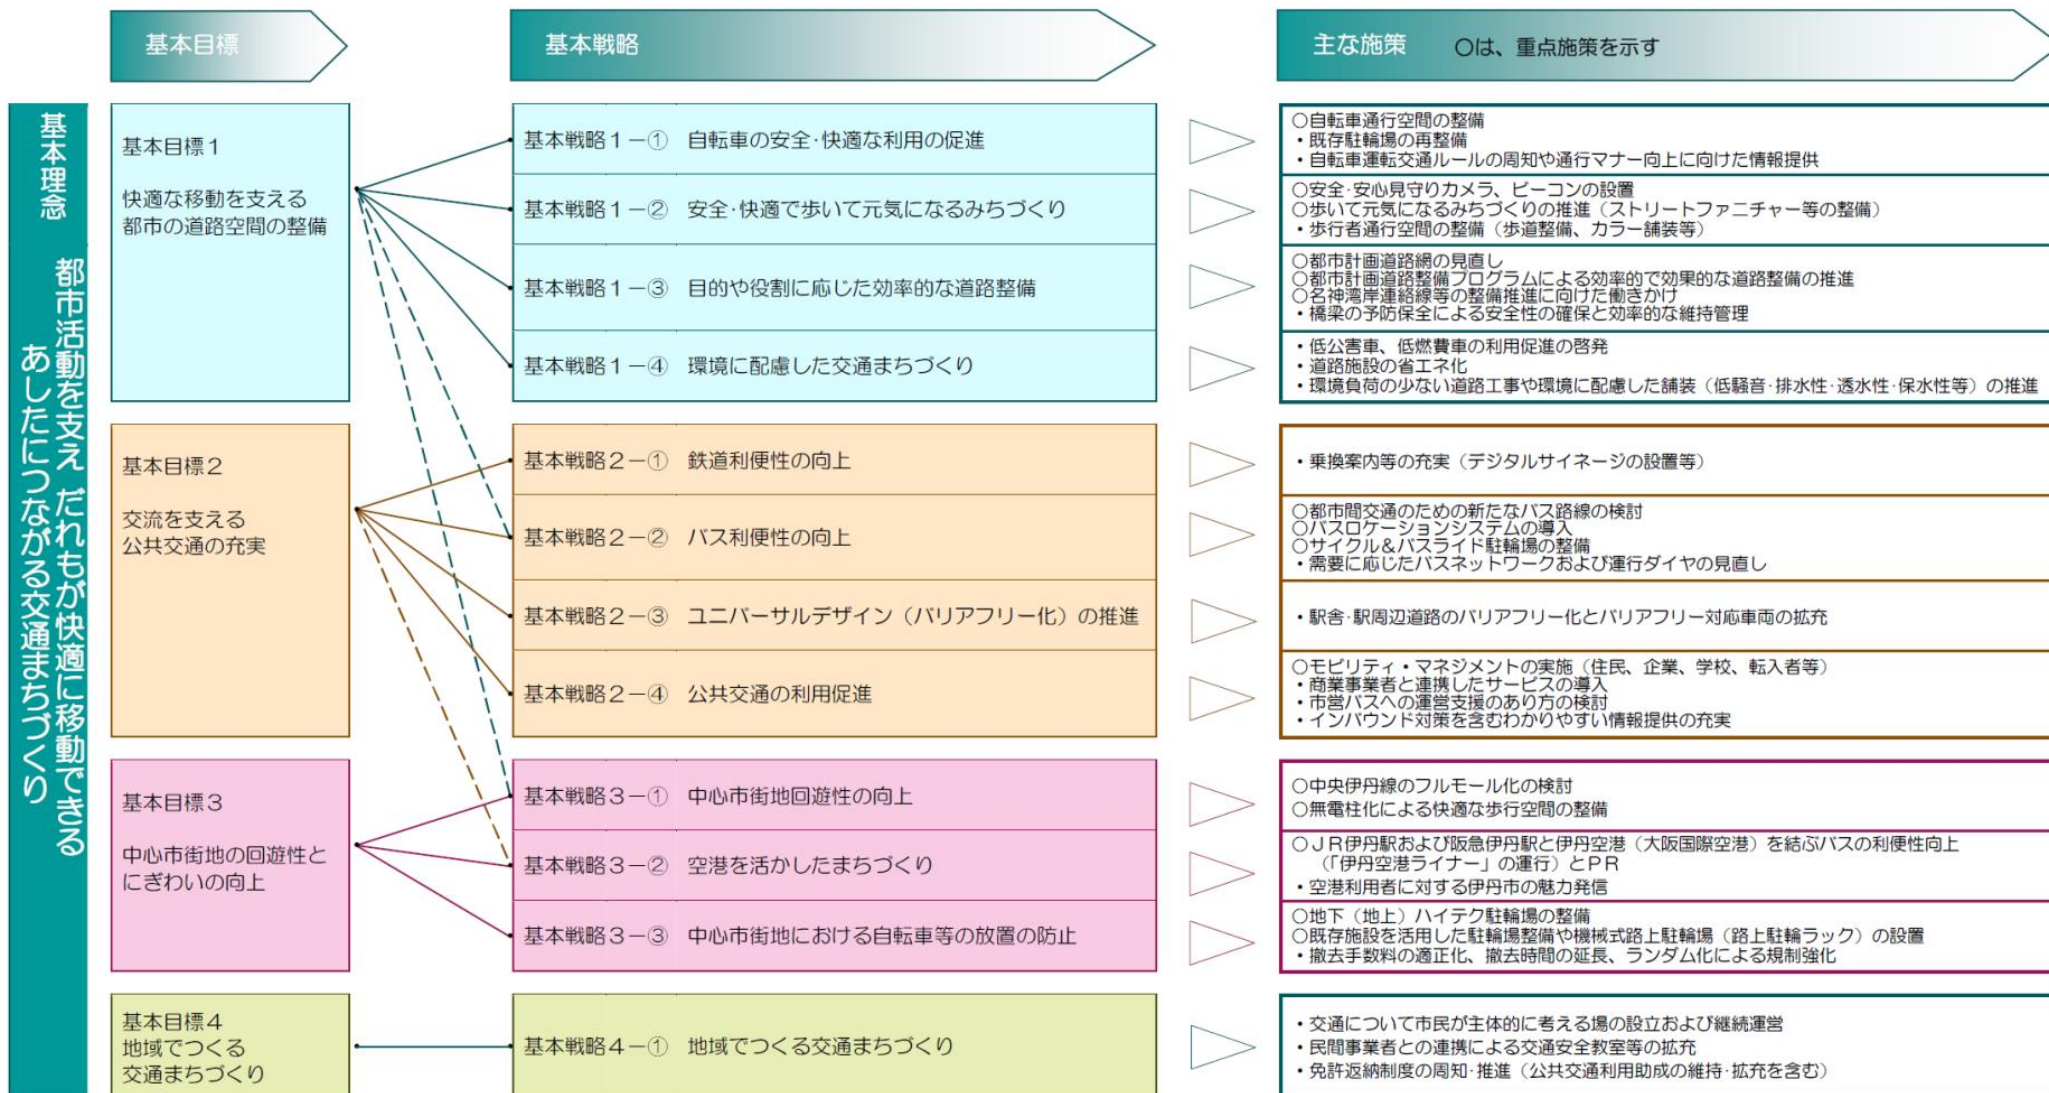 基本目標
基本戦略
主な施策　〇は、重点施策を示す
基本理念
都市活動を支え だれもが快適に移動できる
あしたにつながる交通まちづくり
基本目標1
快適な移動を支える
都市の道路空間の整備
基本戦略1－①　自転車の安全・快適な利用の促進
〇自転車通行空間の整備
・既存駐輪場の再整備
・自転車運転交通ルールの周知や通行マナー向上に向けた情報提供
基本戦略1－②　安全・快適で歩いて元気になるみちづくり
〇安全・安心見守りカメラ、ビーコンの設置
〇歩いて元気になるみちづくりの推進（ストリートファニチャー等の整備）
・歩行者通行空間の整備（歩道整備、カラー舗装等）
基本戦略1－③　目的や役割に応じた効率的な道路整備
〇都市計画道路網の見直し
〇都市計画道路整備プログラムによる効率的で効果的な道路整備の推進
〇名神湾岸連絡線等の整備推進に向けた働きかけ
・橋梁の予防保全による安全性の確保と効率的な維持管理
基本戦略1－④　環境に配慮した交通まちづくり
・低公害車、低燃費車の利用促進の啓発
・道路施設の省エネ化
・環境負荷の少ない道路工事や環境に配慮した舗装（低騒音・排水性・透水性・保水性等）の推進
基本目標2
交流を支える
公共交通の充実
基本戦略2－①　鉄道利便性の向上
・乗換案内等の充実（デジタルサイネージの設置等）
基本戦略2－②　バス利便性の向上
〇都市間交通のための新たなバス路線の検討
〇バスロケーションシステムの導入
〇サイクル＆バスライド駐輪場の整備
・需要に応じたバスネットワークおよび運行ダイヤの見直し
基本戦略2－③　ユニバーサルデザイン（バリアフリー化）の推進
・駅舎・駅周辺道路のバリアフリー化とバリアフリー対応車両の拡充
基本戦略2－④　公共交通の利用促進
〇モビリティ・マネジメントの実施（住民、企業、学校、転入者等）
・商業事業者と連携したサービスの導入
・市営バスへの運営支援のあり方の検討
・インバウンド対策を含むわかりやすい情報提供の充実
基本目標3
中心市街地の回遊性と
にぎわいの向上
基本戦略3－①　中心市街地回遊性の向上
〇中央伊丹線のフルモール化の検討
〇無電柱化による快適な歩行空間の整備
基本戦略3－②　空港を活かしたまちづくり
〇JR伊丹駅および阪急伊丹駅と伊丹空港（大阪国際空港）を結ぶバスの利便性向上
（「伊丹空港ライナー」の運行）とPR
・空港利用者に対する伊丹市の魅力発信
基本戦略3－③　中心市街地における自転車等の放置の防止
〇地下（地上）ハイテク駐輪場の整備
〇既存施設を活用した駐輪場整備や機械式路上駐輪場（路上駐輪ラック）の設置
・撤去手数料の適正化、撤去時間の延長、ランダム化による規制強化
基本目標4
地域でつくる
交通まちづくり
基本戦略4－①　地域でつくる交通まちづくり
・交通について市民が主体的に考える場の設立および継続運営
・民間事業者との連携による交通安全教室等の拡充
・免許返納制度の周知・推進（公共交通利用助成の維持・拡充を含む）